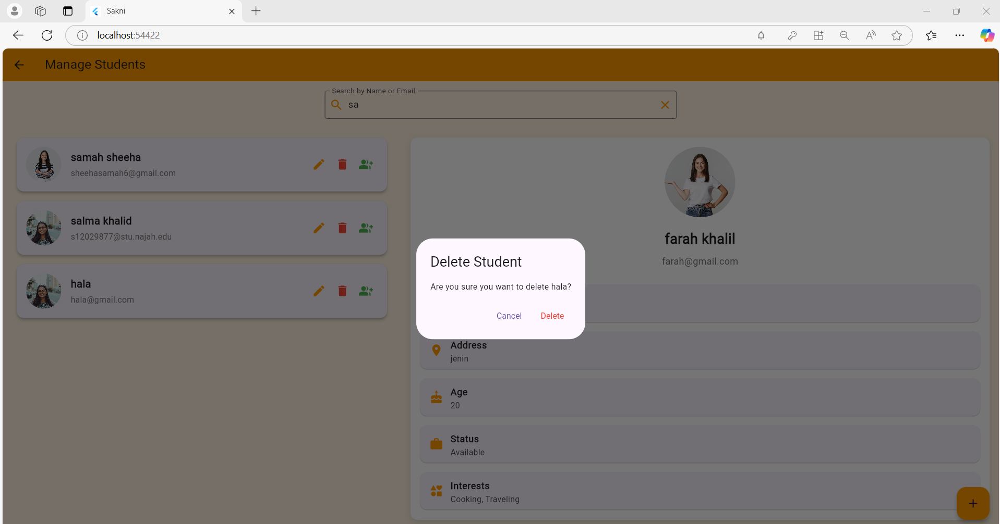 Sakni
localhost:54422
Manage Students
Search by Name or Email
sa
samah sheeha
sheehasamah6@gmail.com
salma khalid
s12029877@stu.najah.edu
hala
hala@gmail.com
farah khalil
farah@gmail.com
Delete Student
Are you sure you want to delete hala?
Cancel Delete
Address
jenin
Age
20
Status
Available
Interests
Cooking, Traveling